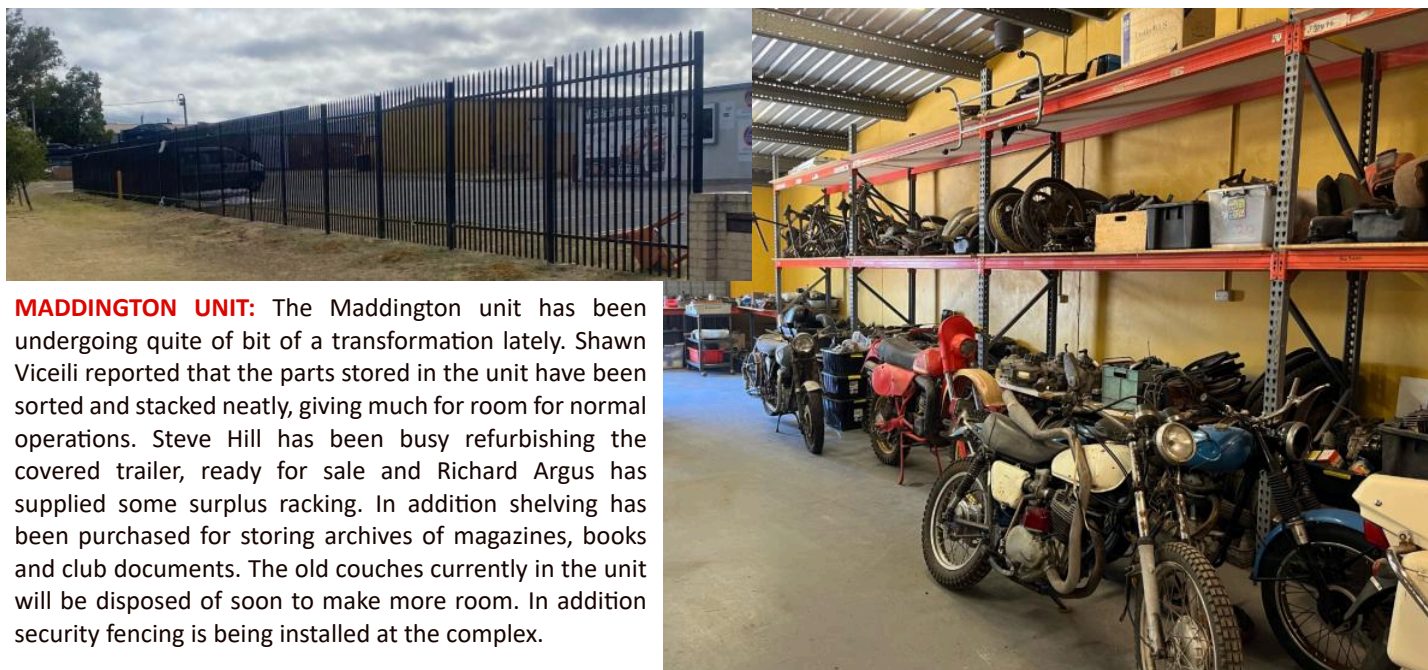 MADDINGTON UNIT: The Maddington unit has been
undergoing quite of bit of a transformation lately. Shawn
Viceili reported that the parts stored in the unit have been
sorted and stacked neatly, giving much for room for normal
operations. Steve Hill has been busy refurbishing the
covered trailer, ready for sale and Richard Argus has
supplied some surplus racking. In addition shelving has
been purchased for storing archives of magazines, books
and club documents. The old couches currently in the unit
will be disposed of soon to make more room. In addition
security fencing is being installed at the complex.